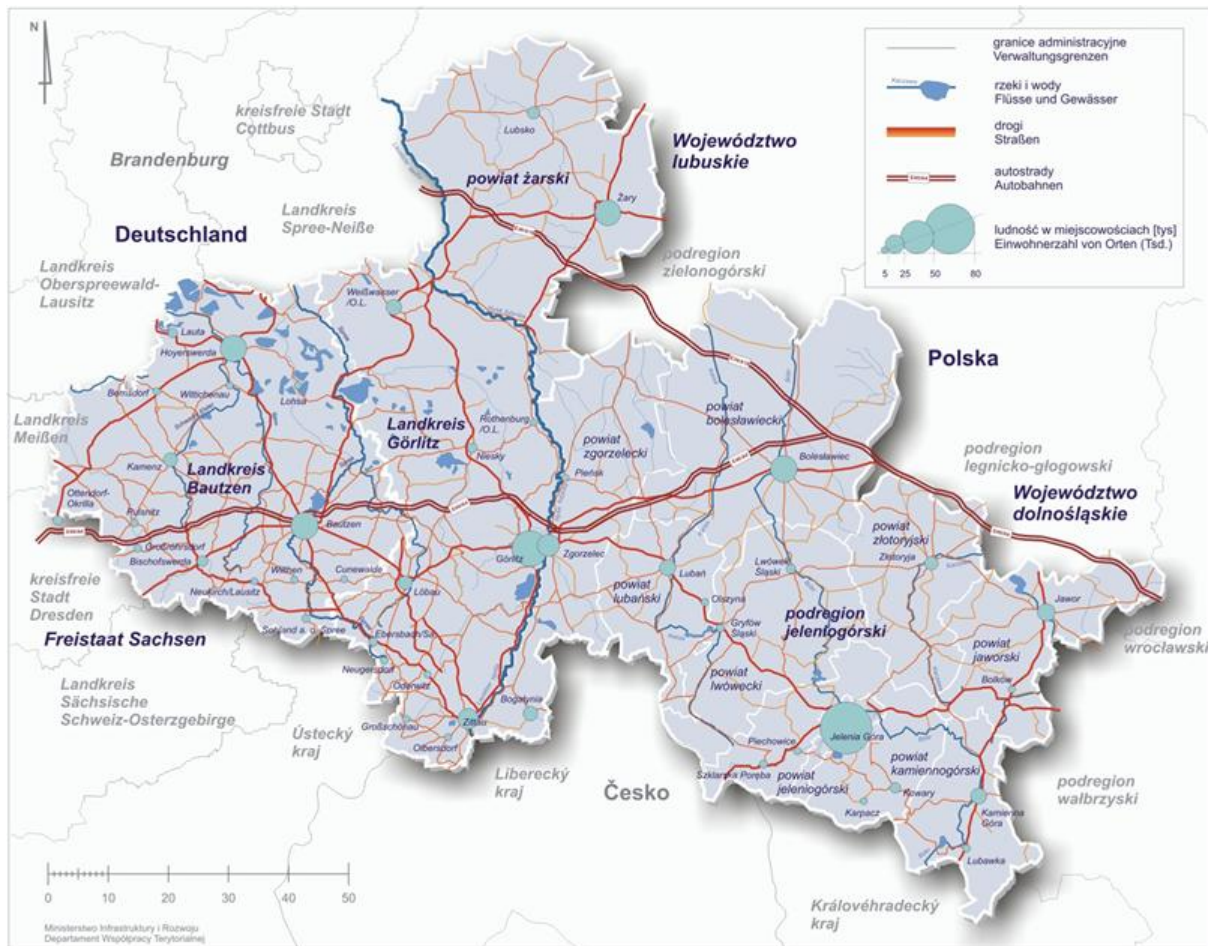 N
granice administracyjne
Verwaltungsgrenzen
rzeki i wody
Flüsse und Gewässer
drogi
Straßen
autostrady
Autobahnen
ludność w miejscowościach [tys]
Einwohnerzahl von Orten (Tsd.)
5 25 50 80
kreisfreie Stadt
Cottbus
Brandenburg
Lubsko
Województwo
lubuskie
powiat żarski
Żary
Landkreis
Spree-Neiße
Deutschland
podregion
zielonogórski
Landkreis
Oberspreewald-
Lausitz
Weißwasser
/O.L.
Lauta
Hoyerswerda
Polska
Bernsdorf
Wittichenau
Lohsa
Landkreis
Meißen
Landkreis
Görlitz
Rothenburg
/O.L.
powiat
bolesławiecki
powiat
zgorzelecki
Niesky
Pieńsk
Bolesławiec
podregion
legnicko-głogowski
Kamenz
Landkreis
Bautzen
Województwo
dolnośląskie
Ottendorf-
Okrilla
Pulsnitz
Bautzen
powiat
złotoryjski
Großröhrsdorf
Bischofswerda
Görlitz
Zgorzelec
Złotoryja
Wilthen
Cunewalde
Löbau
Lubań
Lwówek
Śląski
kreisfreie
Stadt
Dresden
Neukirch/Lausitz
powiat
lubański
Olszyna
Jawor
Freistaat Sachsen
Sohland a. d. Spree
Ebersbach/Sa.
Gryfów
Śląski
podregion
jeleniogórski
podregion
wrocławski
Neugersdorf
Oderwitz
powiat
lwówecki
powiat
jaworski
Bolków
Landkreis
Sächsische
Schweiz-Osterzgebirge
Bogatynia
Großschönau
Zittau
Olbersdorf
Ústecký
kraj
Liberecký
kraj
Česko
Jelenia Góra
Piechowice
Szklarska Poręba
powiat
jeleniogórski
powiat
kamiennogórski
Kowary
Karpacz
Kamienna
Góra
Lubawka
podregion
wałbrzyski
Královéhradecký
kraj
0 10 20 30 40 50
Ministerstwo Infrastruktury i Rozwoju
Departament Współpracy Terytorialnej